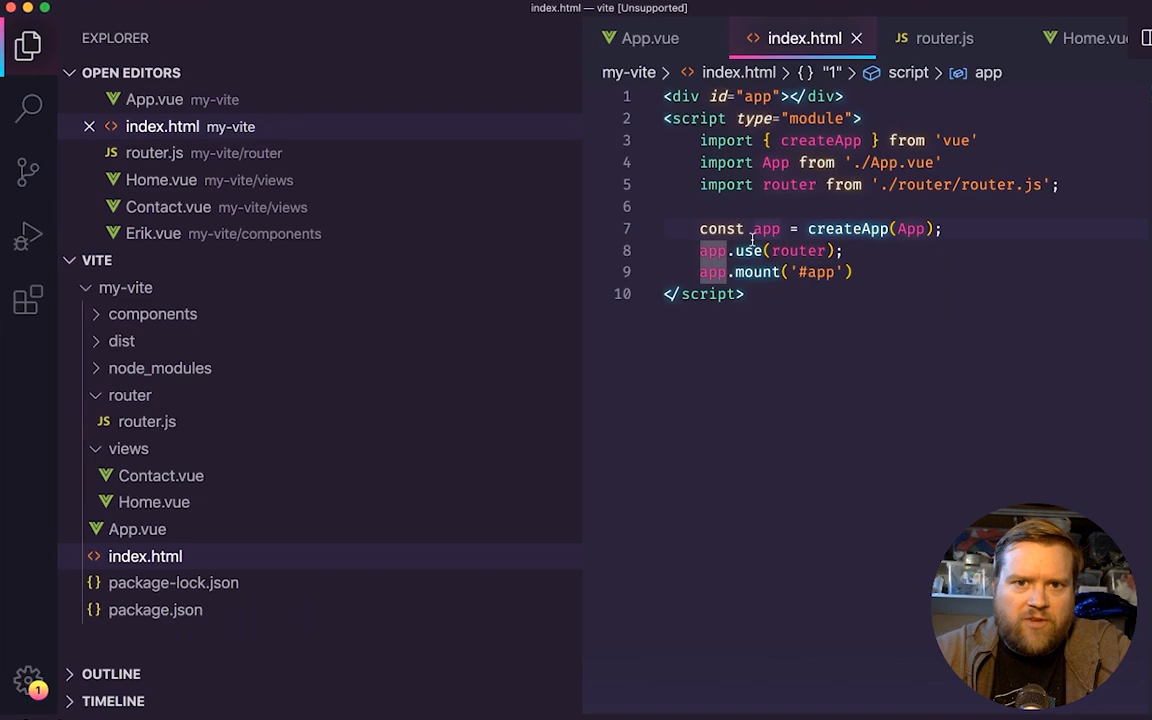 index.html — vite [Unsupported]
EXPLORER
OPEN EDITORS
App.vue my-vite
index.html my-vite
JS router.js my-vite/router
Home.vue my-vite/views
Contact.vue my-vite/views
Erik.vue my-vite/components
VITE
my-vite
components
dist
node_modules
router
JS router.js
views
Contact.vue
Home.vue
App.vue
<> index.html
{} package-lock.json
{} package.json
OUTLINE
TIMELINE
1
App.vue <> index.html JS router.js Home.vue
my-vite > <> index.html > {} "1" > script > app
1 <div id="app"></div>
2 <script type="module">
3 import { createApp } from 'vue'
4 import App from './App.vue'
5 import router from './router/router.js';
6
7 const app = createApp(App);
8 app.use(router);
9 app.mount('#app')
10 </script>